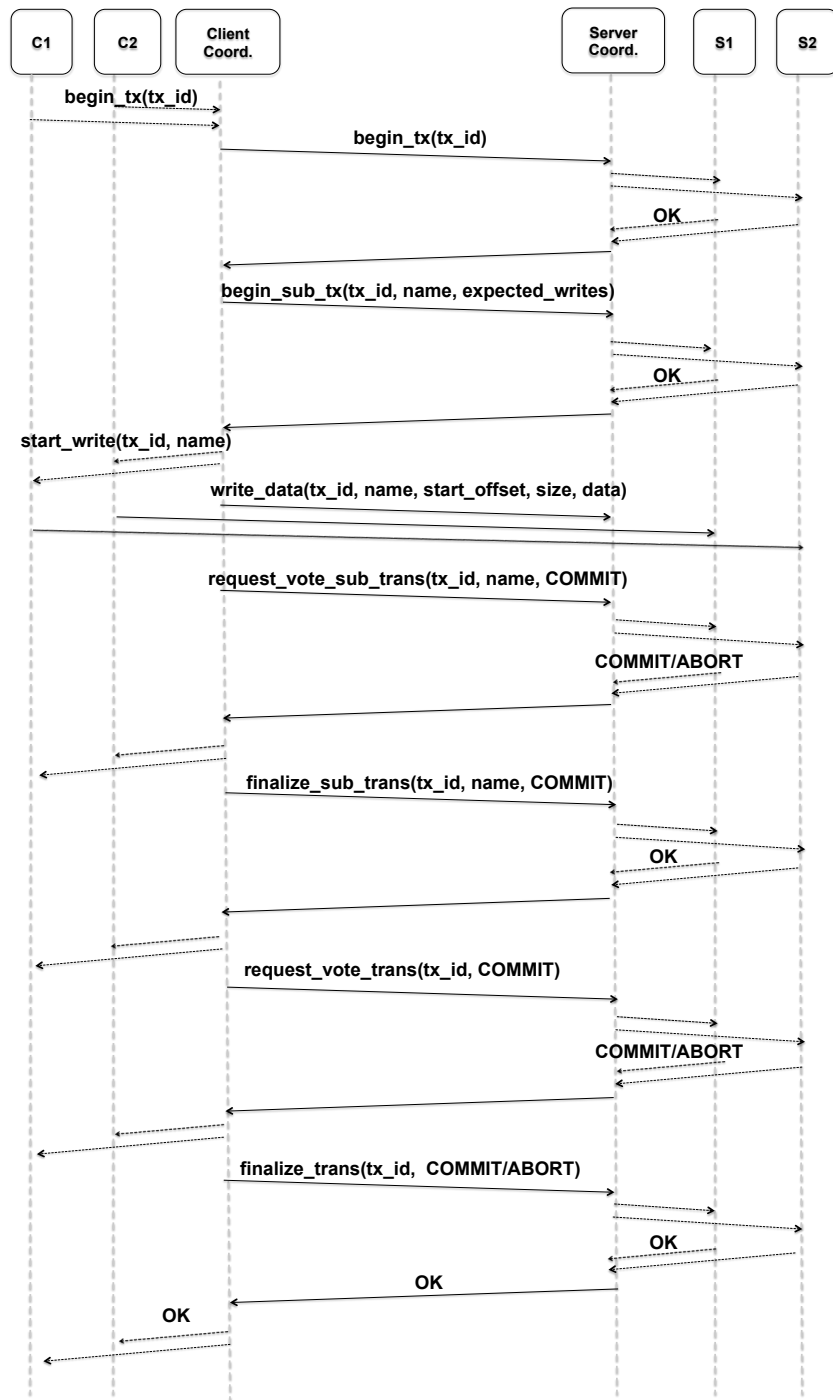 C1
C2
Client
Coord.
Server
Coord.
S1
S2
begin_tx(tx_id)
begin_tx(tx_id)
OK
begin_sub_tx(tx_id, name, expected_writes)
OK
start_write(tx_id, name)
write_data(tx_id, name, start_offset, size, data)
request_vote_sub_trans(tx_id, name, COMMIT)
COMMIT/ABORT
finalize_sub_trans(tx_id, name, COMMIT)
OK
request_vote_trans(tx_id, COMMIT)
COMMIT/ABORT
finalize_trans(tx_id,  COMMIT/ABORT)
OK
OK
OK